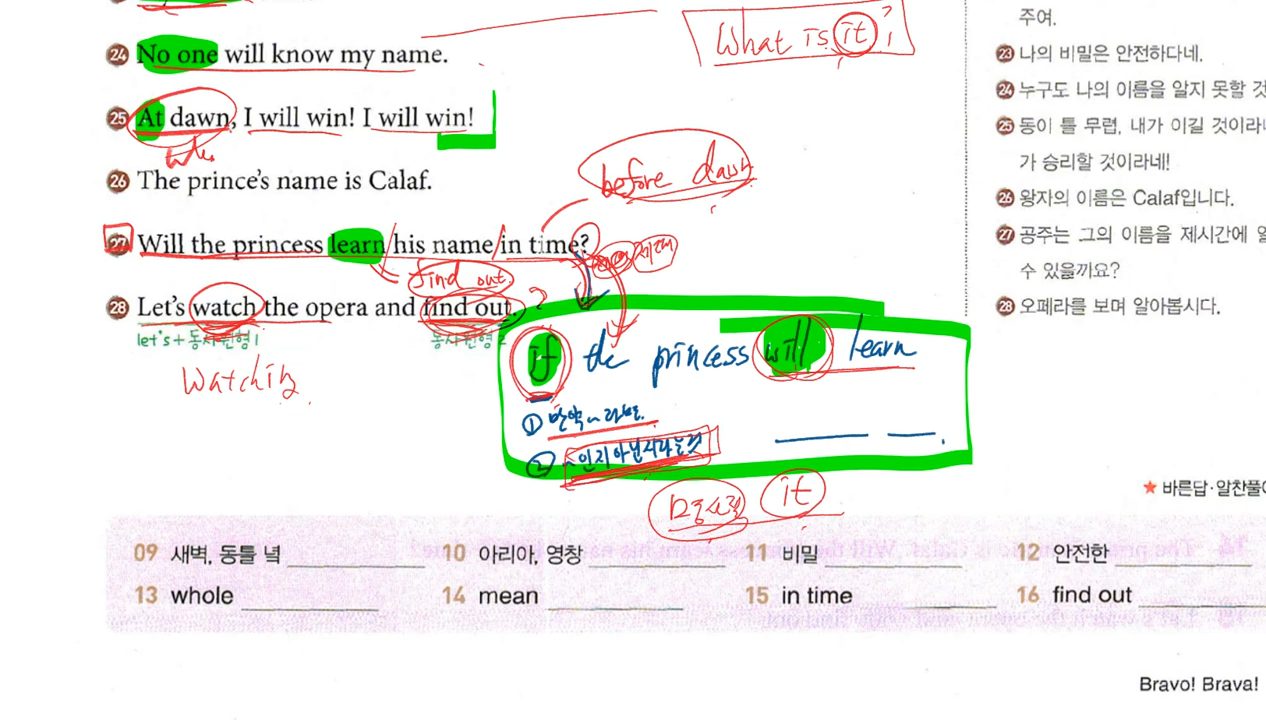 What is it?
24 No one will know my name.
25 At dawn, I will win! I will win!
26 The prince's name is Calaf.
before dawn
27 Will the princess learn his name in time?
find out
28 Let's watch the opera and find out.
let's + 동사원형 1
동사원형 2
watching
if the princess will learn
① 만약~라면.
② ~인지 아닌지라는 것
명사절 it
주여.
23 나의 비밀은 안전하다네.
24 누구도 나의 이름을 알지 못할 것
25 동이 틀 무렵, 내가 이길 것이라네
가 승리할 것이라네!
26 왕자의 이름은 Calaf입니다.
27 공주는 그의 이름을 제시간에 알
수 있을까요?
28 오페라를 보며 알아봅시다.
★ 바른답·알찬풀이
09 새벽, 동틀 녘
10 아리아, 영창
11 비밀
12 안전한
13 whole
14 mean
15 in time
16 find out
Bravo! Brava!